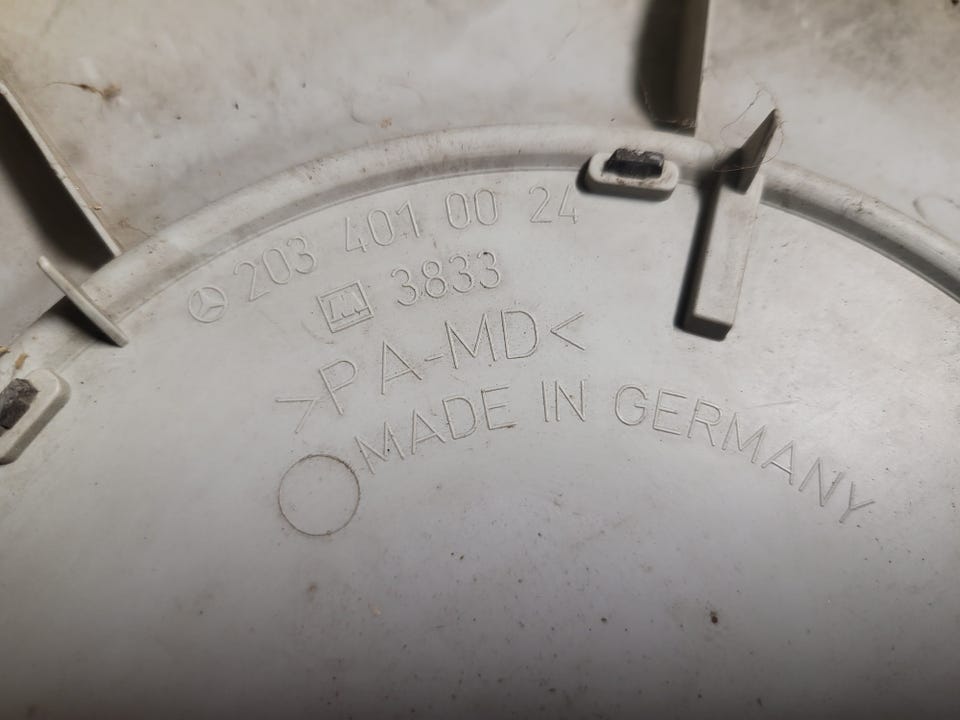 203 401 00 24
3833
>PA-MD<
MADE IN GERMANY